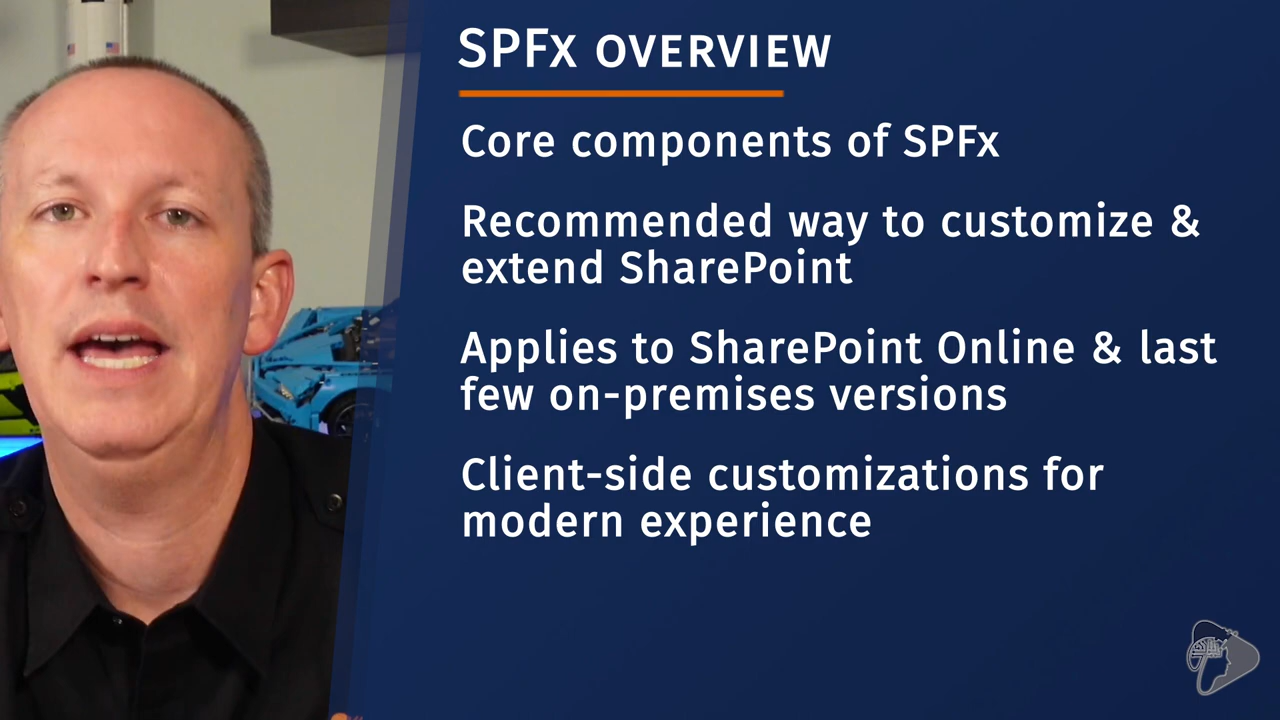 SPFx OVERVIEW
Core components of SPFx
Recommended way to customize &
extend SharePoint
Applies to SharePoint Online & last
few on-premises versions
Client-side customizations for
modern experience